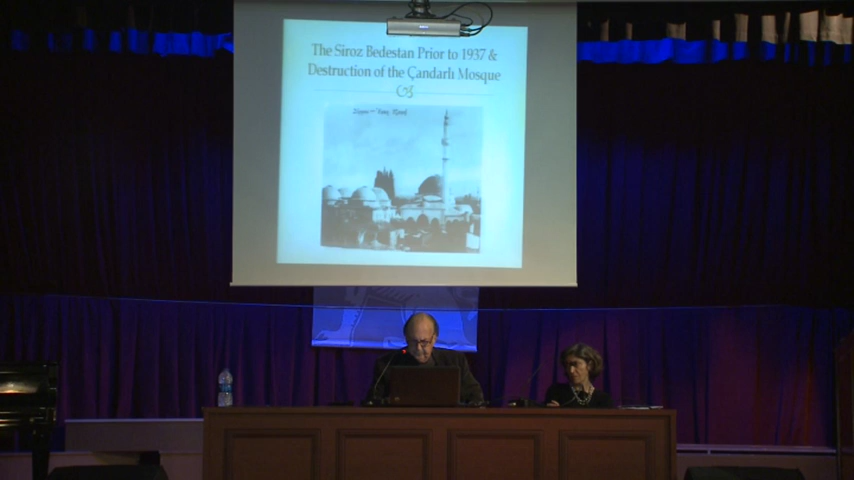 The Siroz Bedestan Prior to 1937 &
Destruction of the Çandarlı Mosque